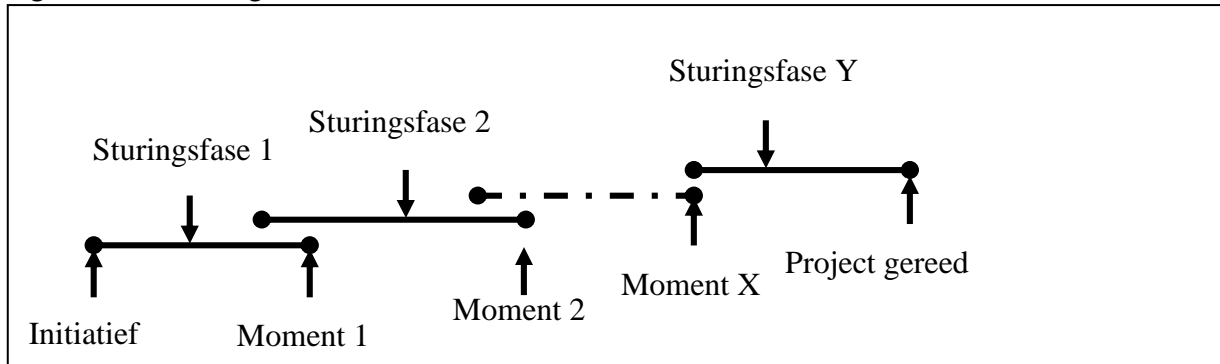 Sturingsfase Y
Sturingsfase 2
Sturingsfase 1
Project gereed
Moment X
Moment 2
Initiatief
Moment 1